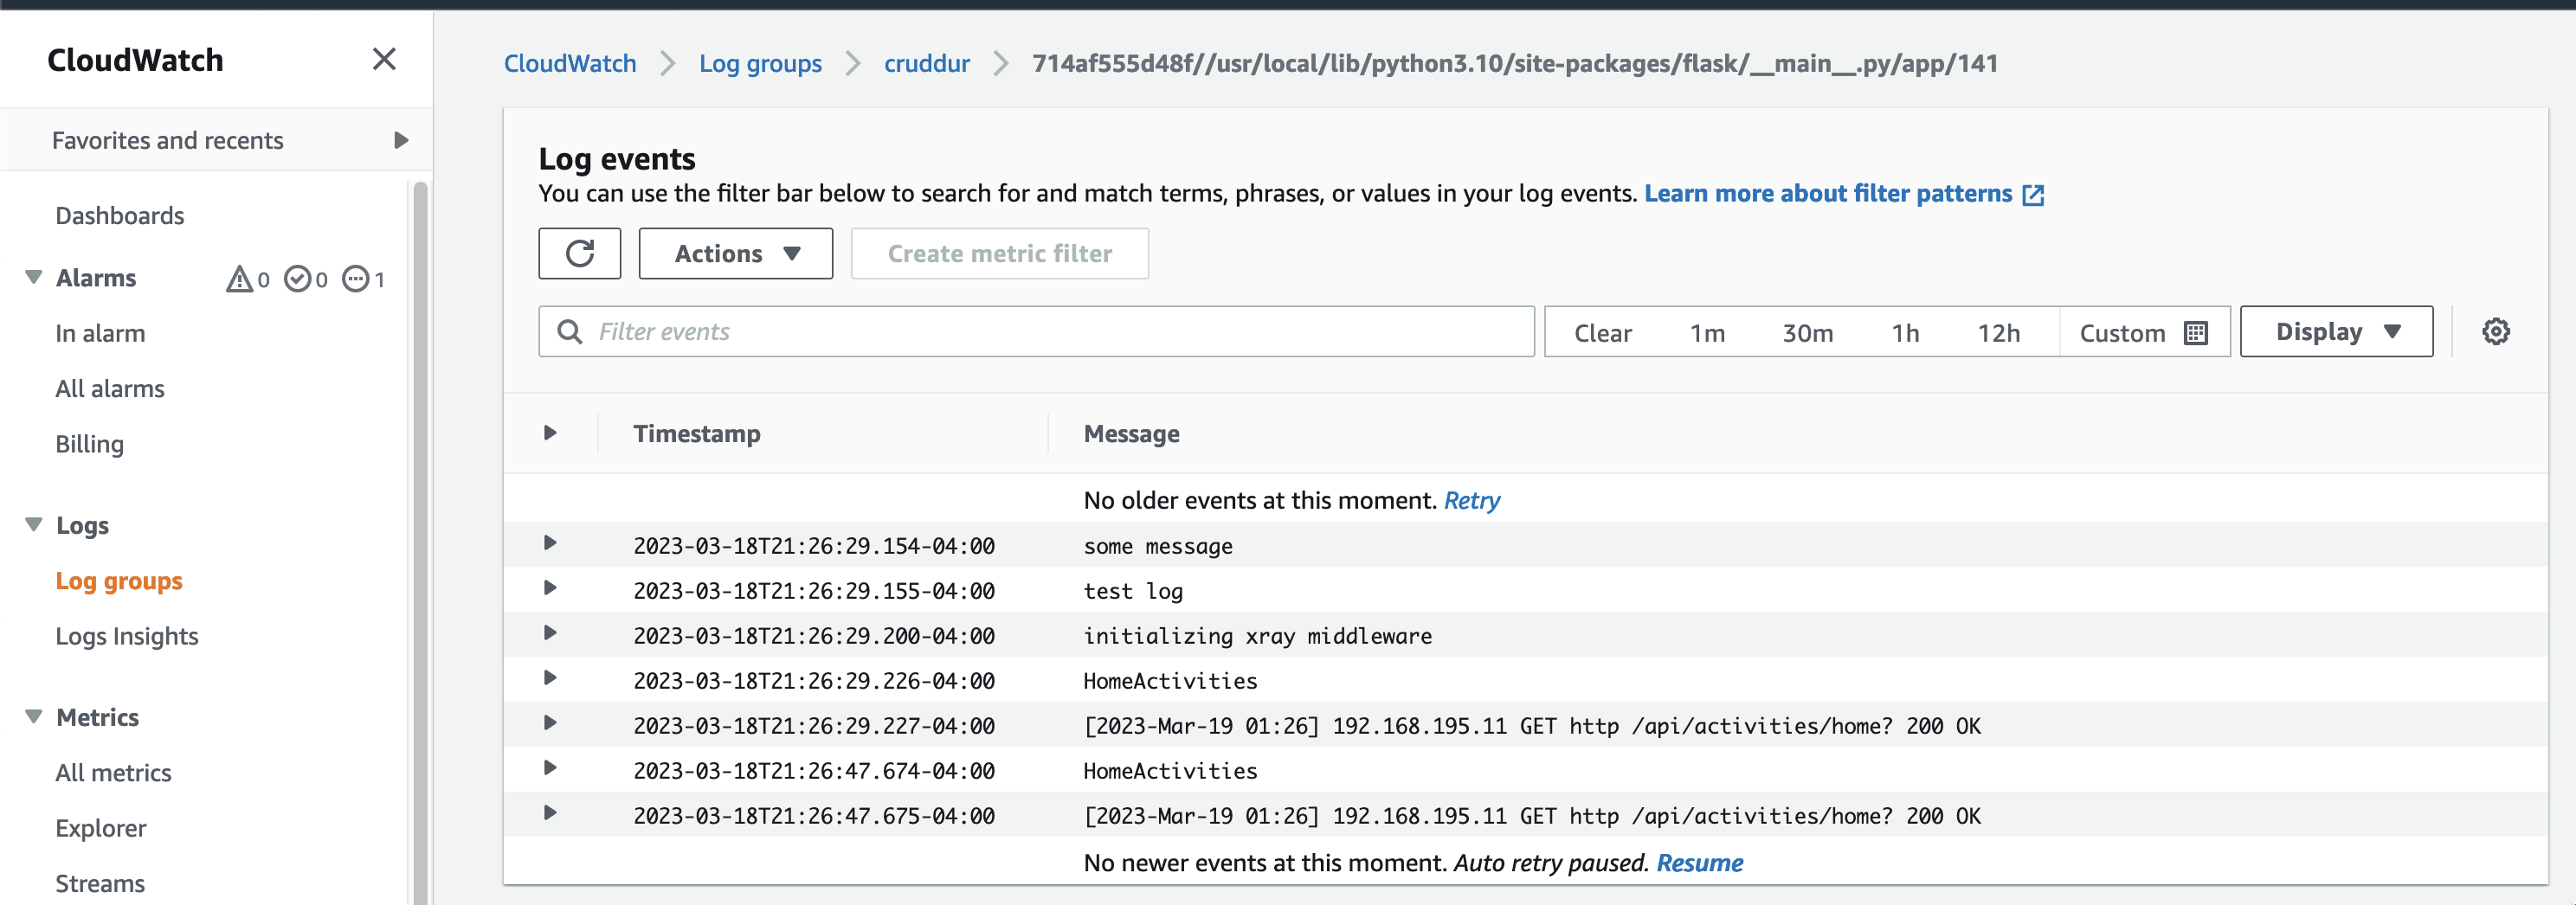 CloudWatch
Favorites and recents
Dashboards
Alarms 0 0 1
In alarm
All alarms
Billing
Logs
Log groups
Logs Insights
Metrics
All metrics
Explorer
Streams
CloudWatch Log groups cruddur 714af555d48f//usr/local/lib/python3.10/site-packages/flask/__main__.py/app/141
Log events
You can use the filter bar below to search for and match terms, phrases, or values in your log events. Learn more about filter patterns
Actions Create metric filter
Filter events Clear 1m 30m 1h 12h Custom Display
Timestamp Message
No older events at this moment. Retry
2023-03-18T21:26:29.154-04:00 some message
2023-03-18T21:26:29.155-04:00 test log
2023-03-18T21:26:29.200-04:00 initializing xray middleware
2023-03-18T21:26:29.226-04:00 HomeActivities
2023-03-18T21:26:29.227-04:00 [2023-Mar-19 01:26] 192.168.195.11 GET http /api/activities/home? 200 OK
2023-03-18T21:26:47.674-04:00 HomeActivities
2023-03-18T21:26:47.675-04:00 [2023-Mar-19 01:26] 192.168.195.11 GET http /api/activities/home? 200 OK
No newer events at this moment. Auto retry paused. Resume